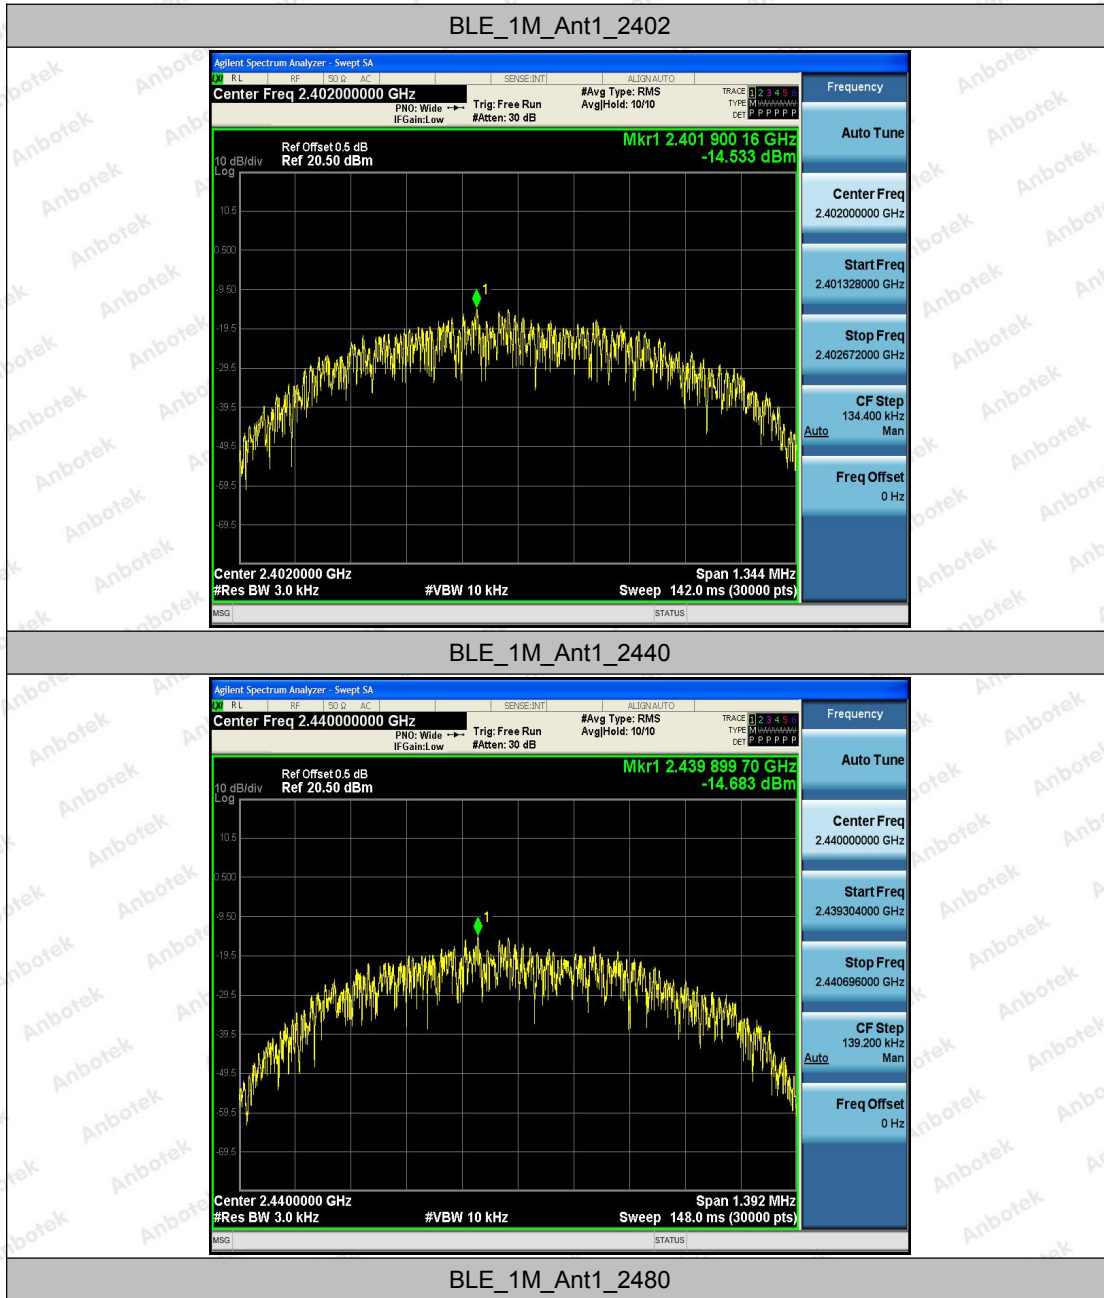 BLE_1M_Ant1_2402
Agilent Spectrum Analyzer - Swept SA
RL RF 50 Ω AC SENSE:INT ALIGN AUTO
Center Freq 2.402000000 GHz
PNO: Wide
IFGain:Low
Trig: Free Run
#Atten: 30 dB
#Avg Type: RMS
Avg|Hold: 10/10
TRACE 1 2 3 4 5 6
TYPE M
DET P P P P P P
Frequency
Mkr1 2.401 900 16 GHz
-14.533 dBm
Ref Offset 0.5 dB
10 dB/div Ref 20.50 dBm
Log
10.5
0.500
-9.50
-19.5
-29.5
-39.5
-49.5
-59.5
-69.5
1
Center 2.4020000 GHz
Span 1.344 MHz
#Res BW 3.0 kHz
#VBW 10 kHz
Sweep 142.0 ms (30000 pts)
MSG STATUS
Auto Tune
Center Freq
2.402000000 GHz
Start Freq
2.401328000 GHz
Stop Freq
2.402672000 GHz
CF Step
134.400 kHz
Auto Man
Freq Offset
0 Hz
BLE_1M_Ant1_2440
Agilent Spectrum Analyzer - Swept SA
RL RF 50 Ω AC SENSE:INT ALIGN AUTO
Center Freq 2.440000000 GHz
PNO: Wide
IFGain:Low
Trig: Free Run
#Atten: 30 dB
#Avg Type: RMS
Avg|Hold: 10/10
TRACE 1 2 3 4 5 6
TYPE M
DET P P P P P P
Frequency
Mkr1 2.439 899 70 GHz
-14.683 dBm
Ref Offset 0.5 dB
10 dB/div Ref 20.50 dBm
Log
10.5
0.500
-9.50
-19.5
-29.5
-39.5
-49.5
-59.5
-69.5
1
Center 2.4400000 GHz
Span 1.392 MHz
#Res BW 3.0 kHz
#VBW 10 kHz
Sweep 148.0 ms (30000 pts)
MSG STATUS
Auto Tune
Center Freq
2.440000000 GHz
Start Freq
2.439304000 GHz
Stop Freq
2.440696000 GHz
CF Step
139.200 kHz
Auto Man
Freq Offset
0 Hz
BLE_1M_Ant1_2480
Anbotek